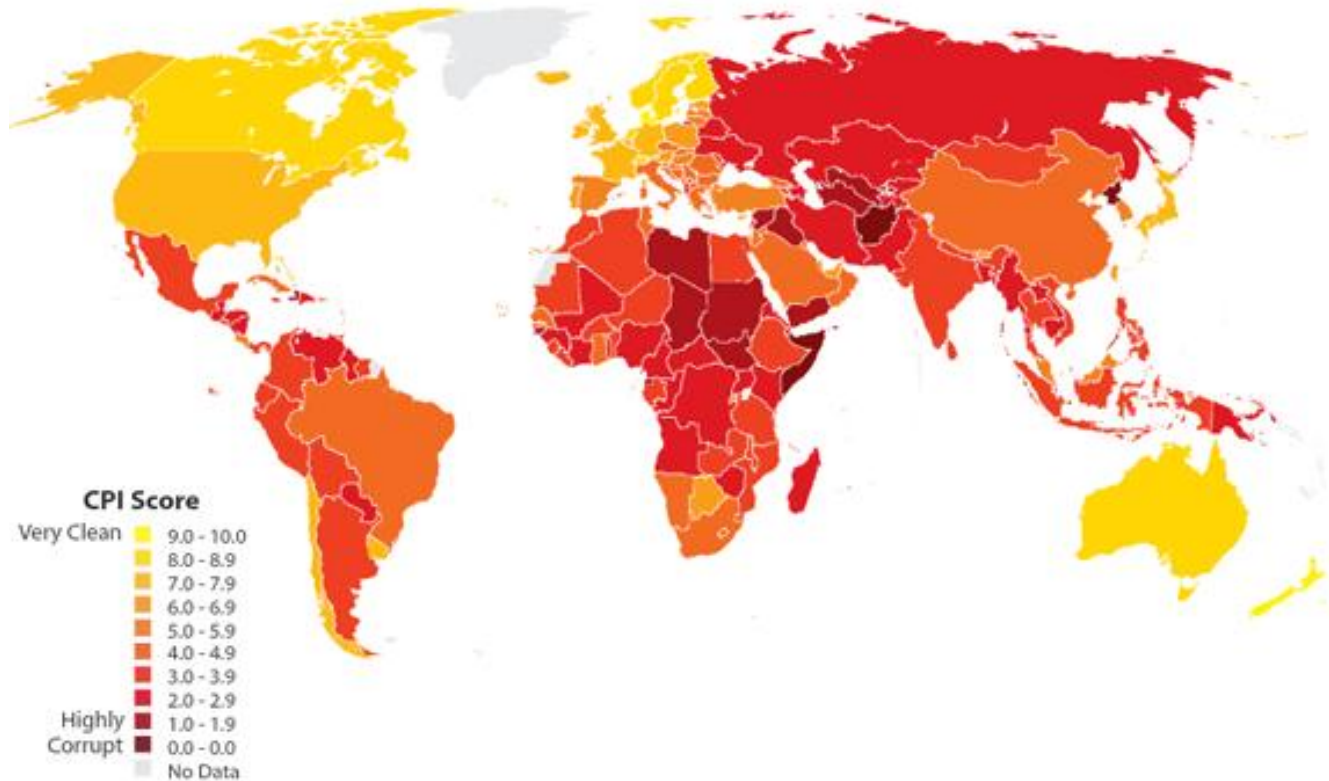 CPI Score
Very Clean
9.0 - 10.0
8.0 - 8.9
7.0 - 7.9
6.0 - 6.9
5.0 - 5.9
4.0 - 4.9
3.0 - 3.9
2.0 - 2.9
Highly
1.0 - 1.9
Corrupt
0.0 - 0.0
No Data